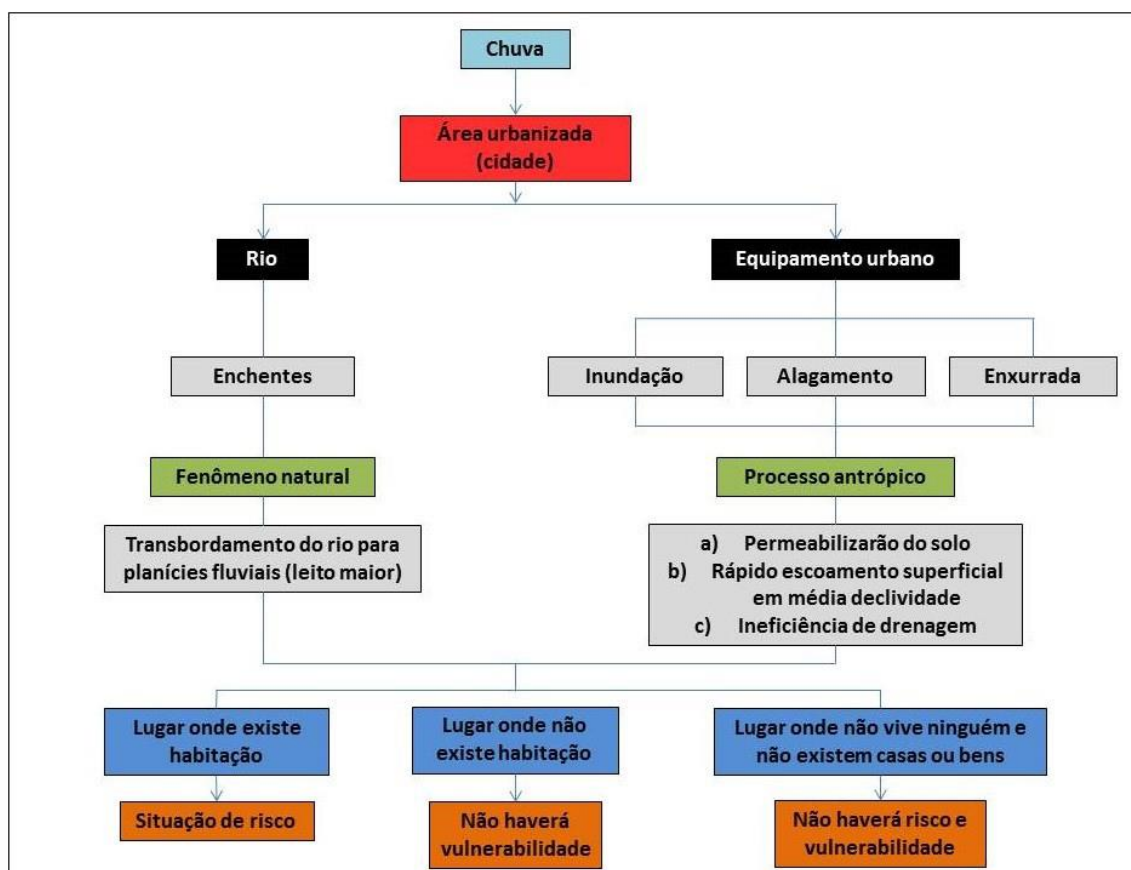 Chuva
Área urbanizada
(cidade)
Rio
Equipamento urbano
Enchentes
Inundação
Alagamento
Enxurrada
Fenômeno natural
Processo antrópico
Transbordamento do rio para
planícies fluviais (leito maior)
a) Permeabilizarão do solo
b) Rápido escoamento superficial
em média declividade
c) Ineficiência de drenagem
Lugar onde existe
habitação
Lugar onde não
existe habitação
Lugar onde não vive ninguém e
não existem casas ou bens
Situação de risco
Não haverá
vulnerabilidade
Não haverá risco e
vulnerabilidade